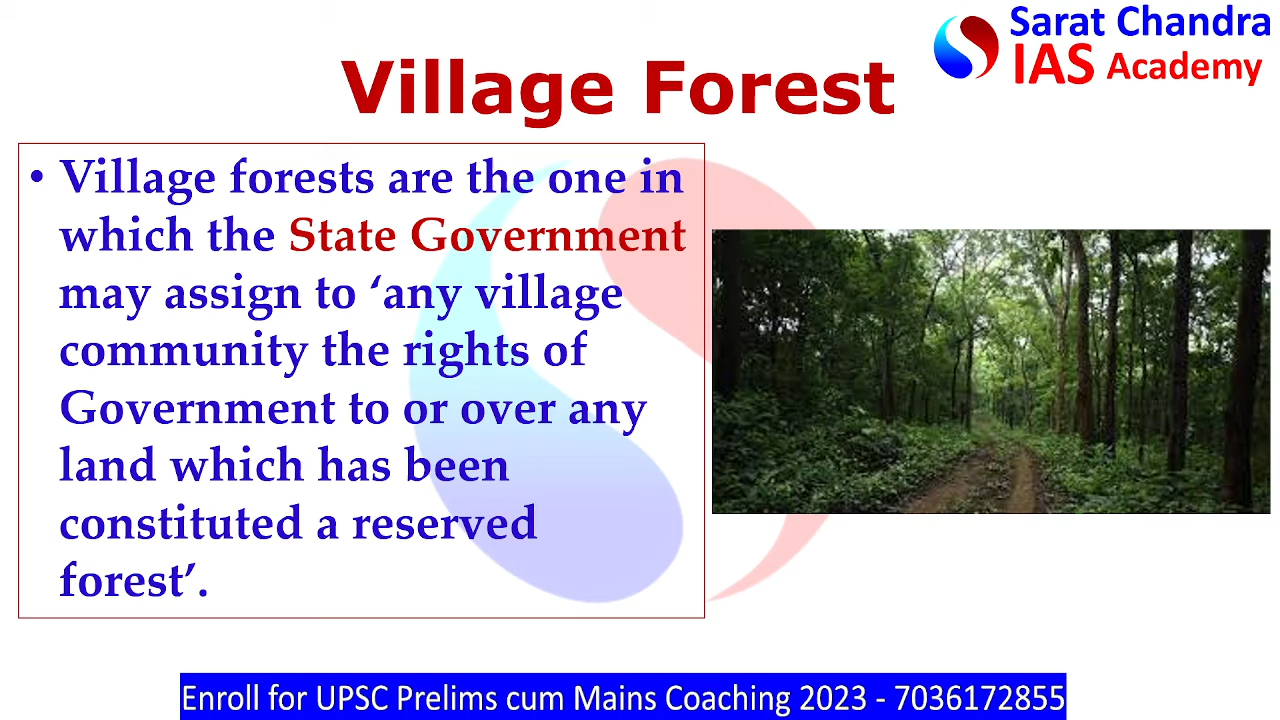 Sarat Chandra
IAS Academy
Village Forest
• Village forests are the one in
which the State Government
may assign to ‘any village
community the rights of
Government to or over any
land which has been
constituted a reserved
forest’.
Enroll for UPSC Prelims cum Mains Coaching 2023 - 7036172855